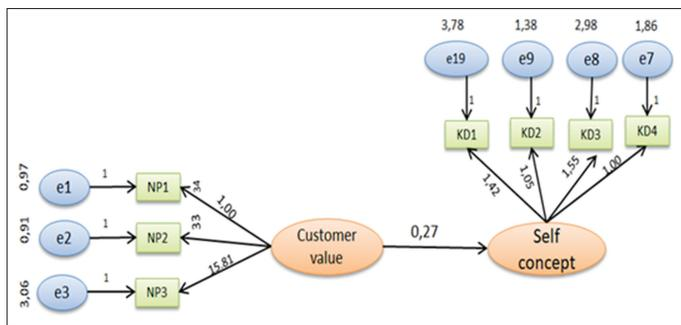 3,78 1,38 2,98 1,86
e19 e9 e8 e7
1 1 1 1
KD1 KD2 KD3 KD4
1,42 1,05 1,55 1,00
0,97 e1 1 NP1 34 1,00
0,91 e2 1 NP2 33
3,06 e3 1 NP3 15,81
Customer
value
0,27
Self
concept